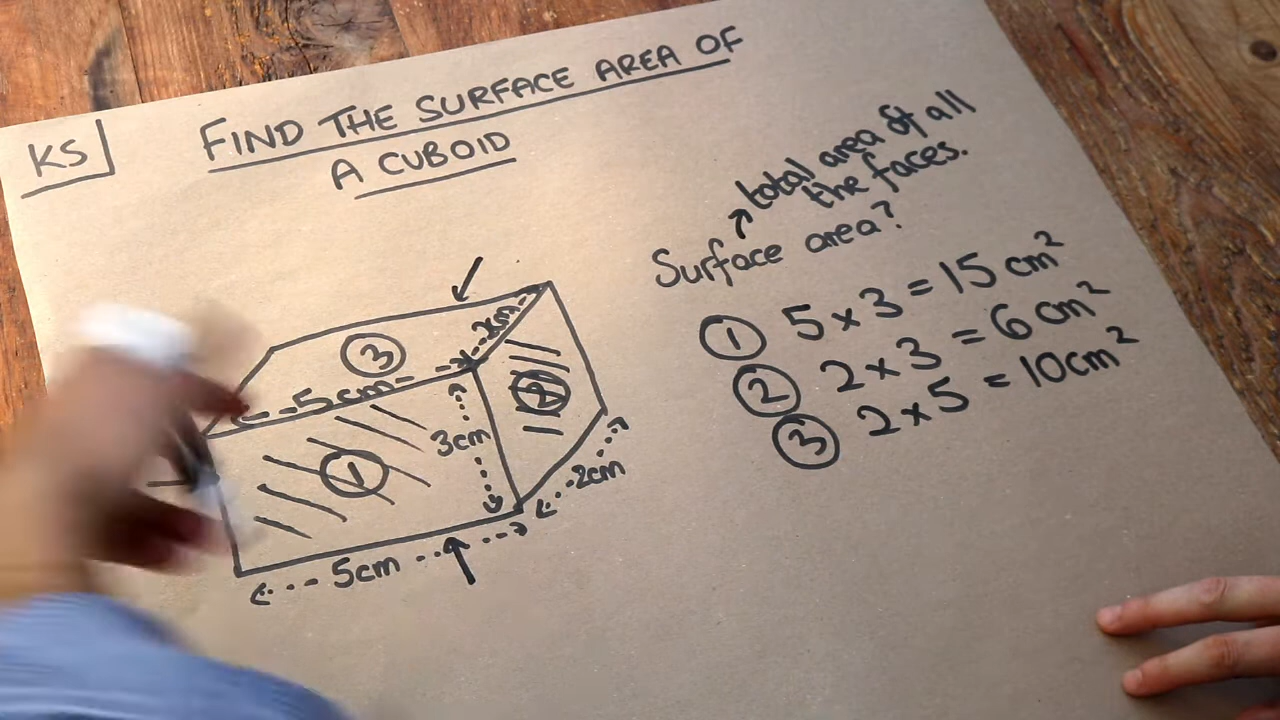 KS
FIND THE SURFACE AREA OF
A CUBOID
total area of all
the faces.
Surface area?
① 5 x 3 = 15 cm²
② 2 x 3 = 6 cm²
③ 2 x 5 = 10cm²
③
2cm
5cm
3cm
①
②
2cm
5cm